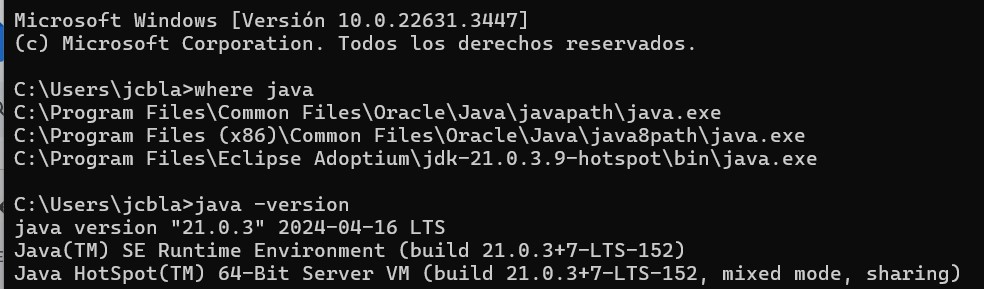 Microsoft Windows [Versión 10.0.22631.3447]
(c) Microsoft Corporation. Todos los derechos reservados.
C:\Users\jcbla>where java
C:\Program Files\Common Files\Oracle\Java\javapath\java.exe
C:\Program Files (x86)\Common Files\Oracle\Java\java8path\java.exe
C:\Program Files\Eclipse Adoptium\jdk-21.0.3.9-hotspot\bin\java.exe
C:\Users\jcbla>java -version
java version "21.0.3" 2024-04-16 LTS
Java(TM) SE Runtime Environment (build 21.0.3+7-LTS-152)
Java HotSpot(TM) 64-Bit Server VM (build 21.0.3+7-LTS-152, mixed mode, sharing)